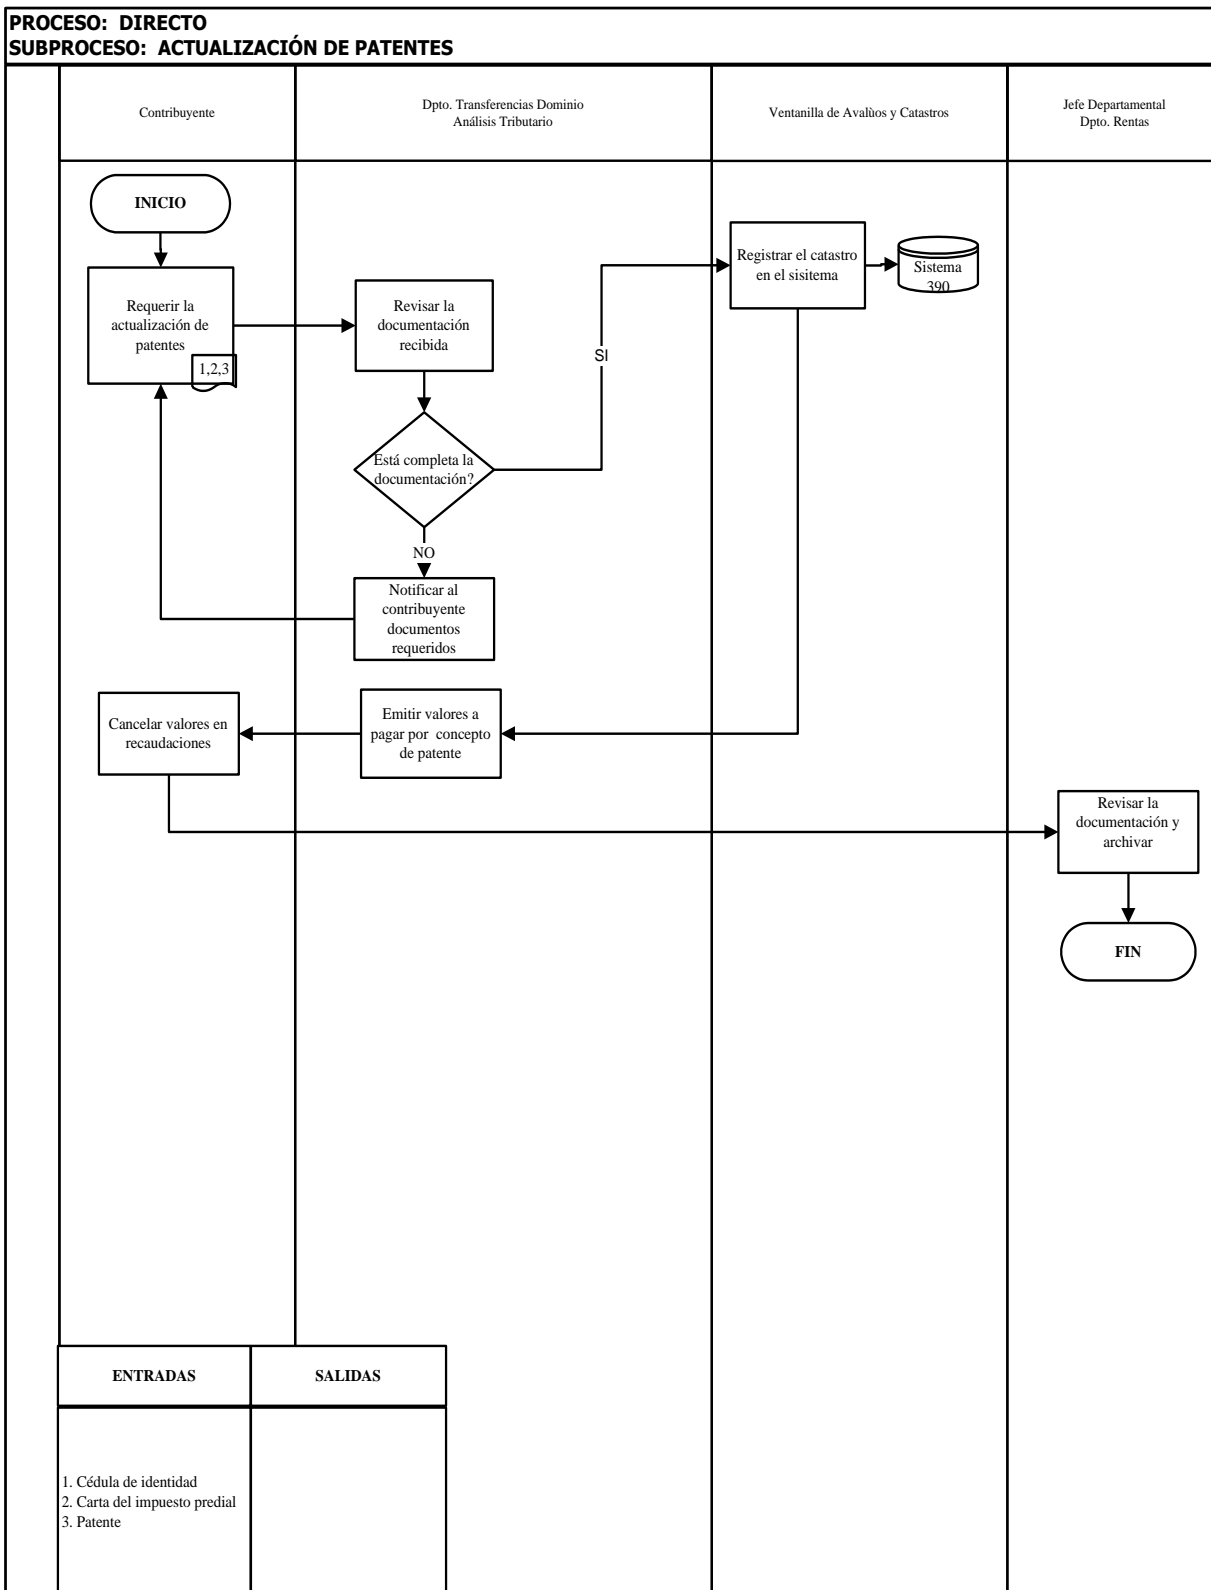 PROCESO: DIRECTO
SUBPROCESO: ACTUALIZACIÓN DE PATENTES
Contribuyente
Dpto. Transferencias Dominio
Análisis Tributario
Ventanilla de Avalùos y Catastros
Jefe Departamental
Dpto. Rentas
INICIO
Requerir la
actualización de
patentes
1,2,3
Revisar la
documentación
recibida
Registrar el catastro
en el sisitema
Sistema
390
SI
Está completa la
documentación?
NO
Notificar al
contribuyente
documentos
requeridos
Cancelar valores en
recaudaciones
Emitir valores a
pagar por concepto
de patente
Revisar la
documentación y
archivar
FIN
ENTRADAS
SALIDAS
1. Cédula de identidad
2. Carta del impuesto predial
3. Patente